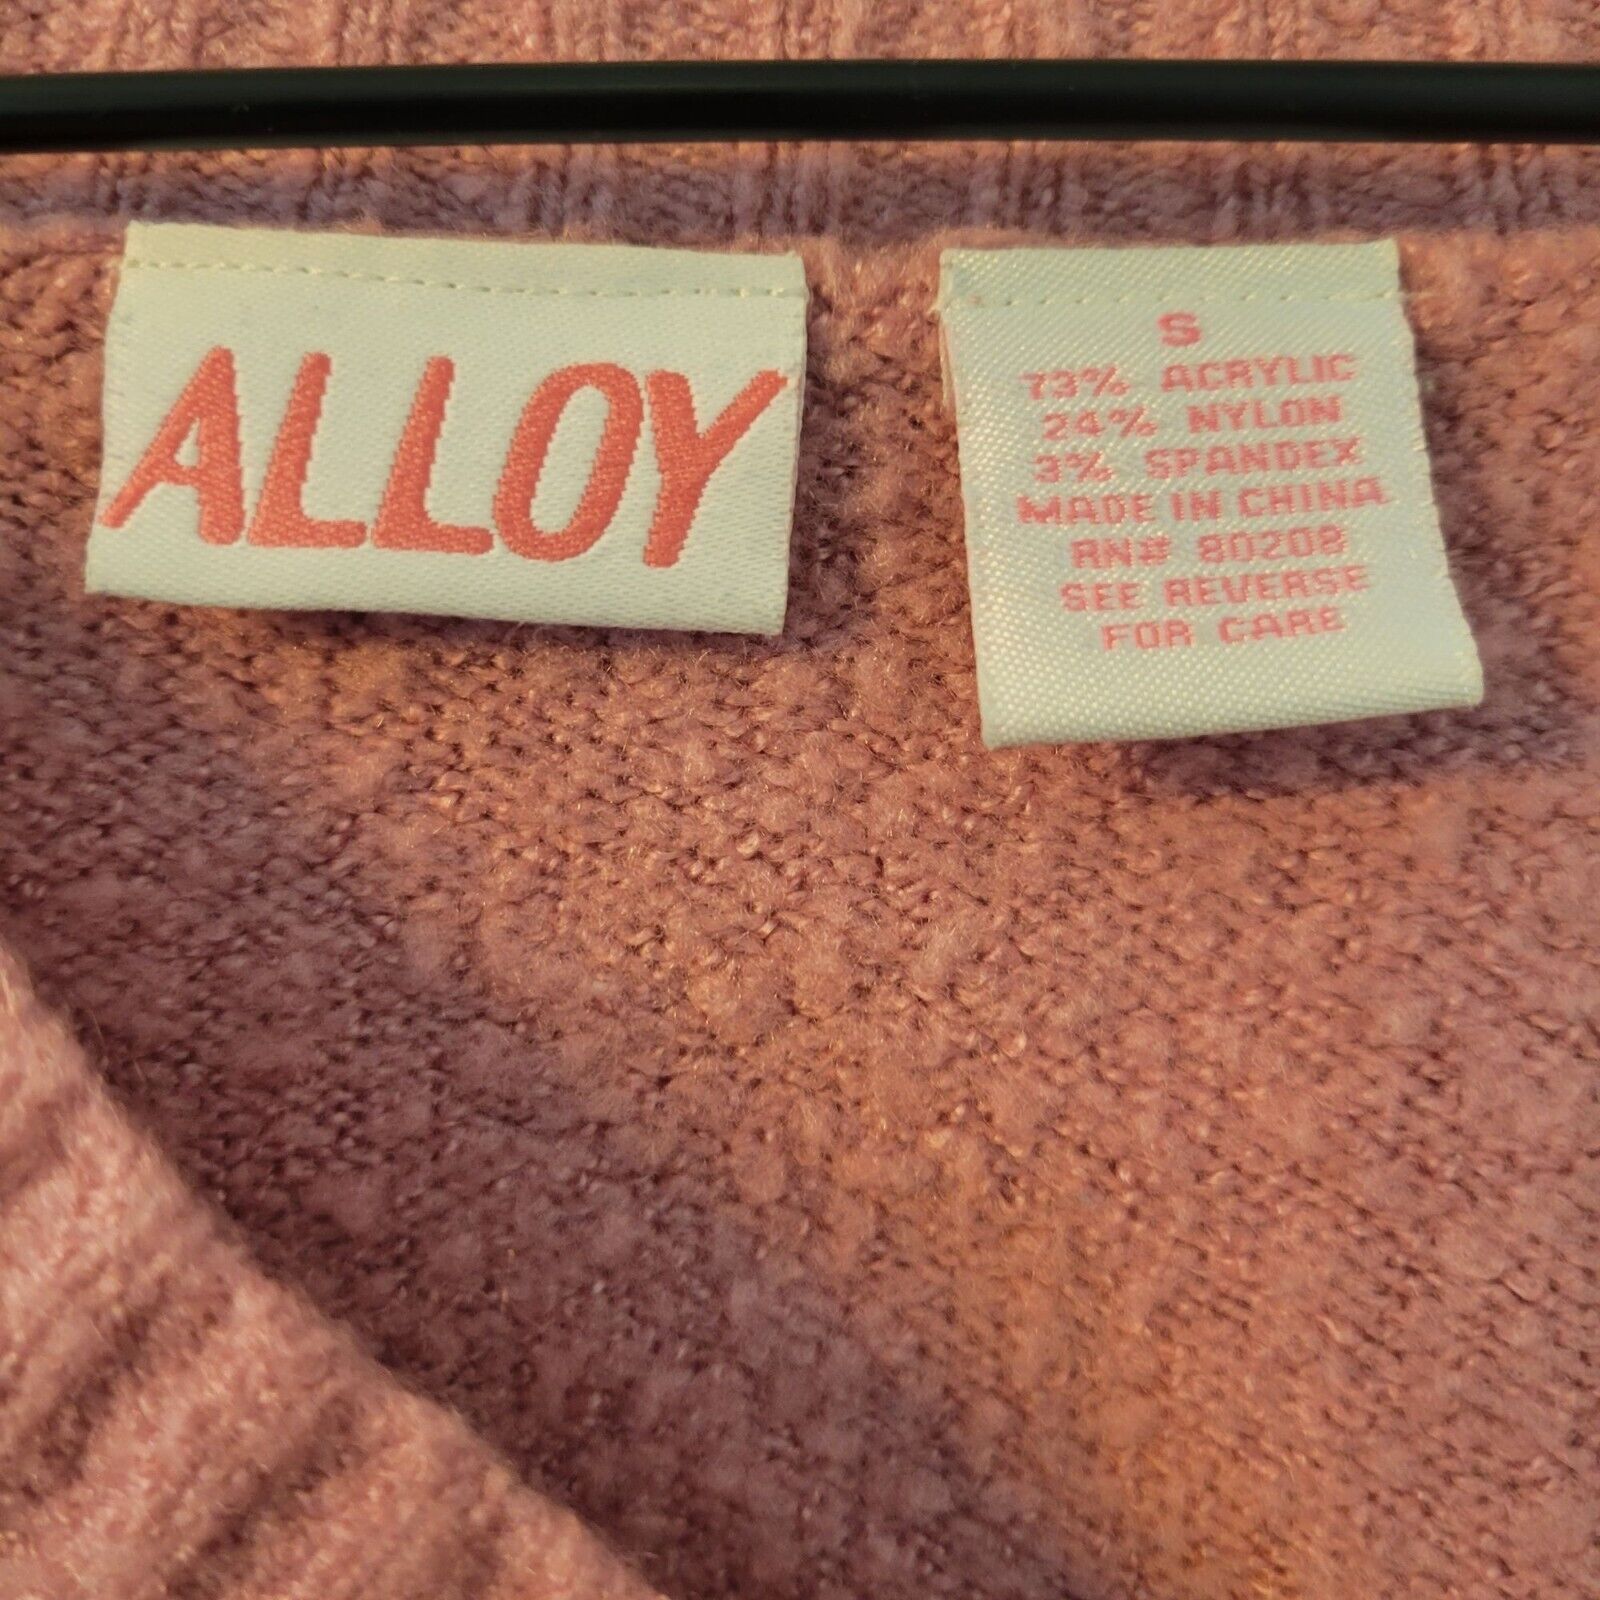 ALLOY
S
73% ACRYLIC
24% NYLON
3% SPANDEX
MADE IN CHINA
RN# 80208
SEE REVERSE
FOR CARE